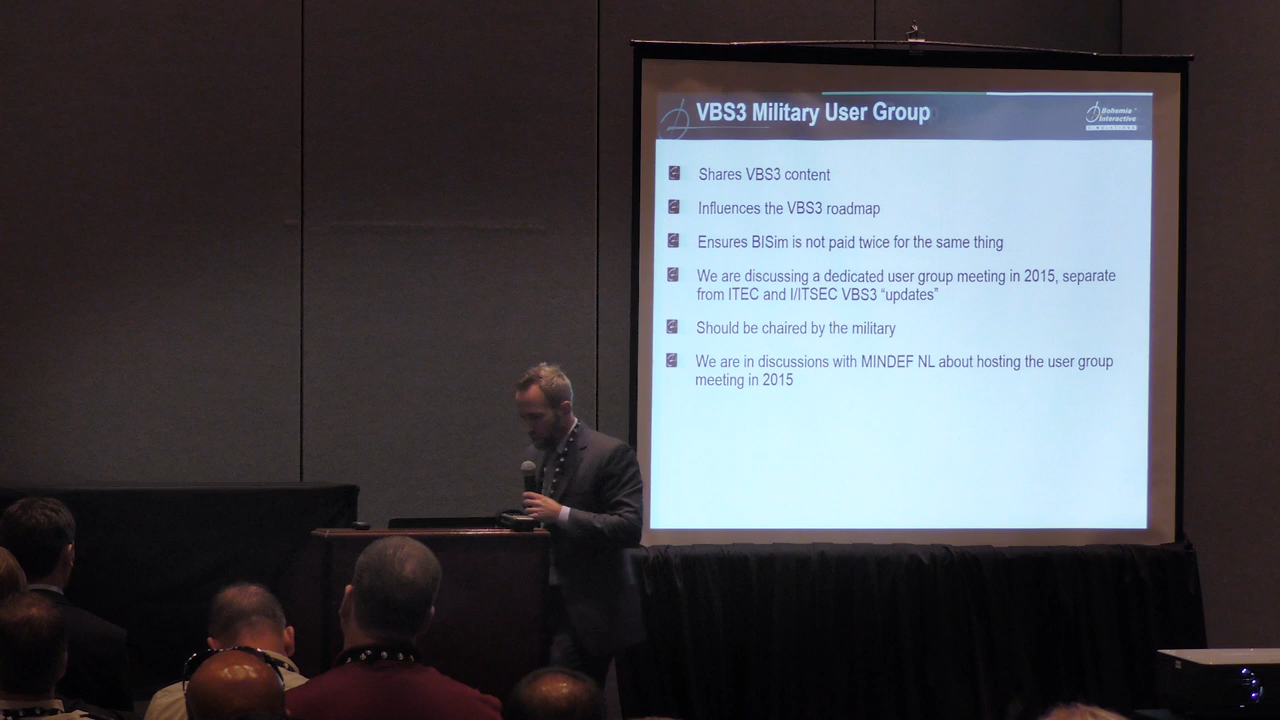 VBS3 Military User Group
Bohemia
Interactive
SIMULATIONS
Shares VBS3 content
Influences the VBS3 roadmap
Ensures BISim is not paid twice for the same thing
We are discussing a dedicated user group meeting in 2015, separate
from ITEC and I/ITSEC VBS3 “updates”
Should be chaired by the military
We are in discussions with MINDEF NL about hosting the user group
meeting in 2015